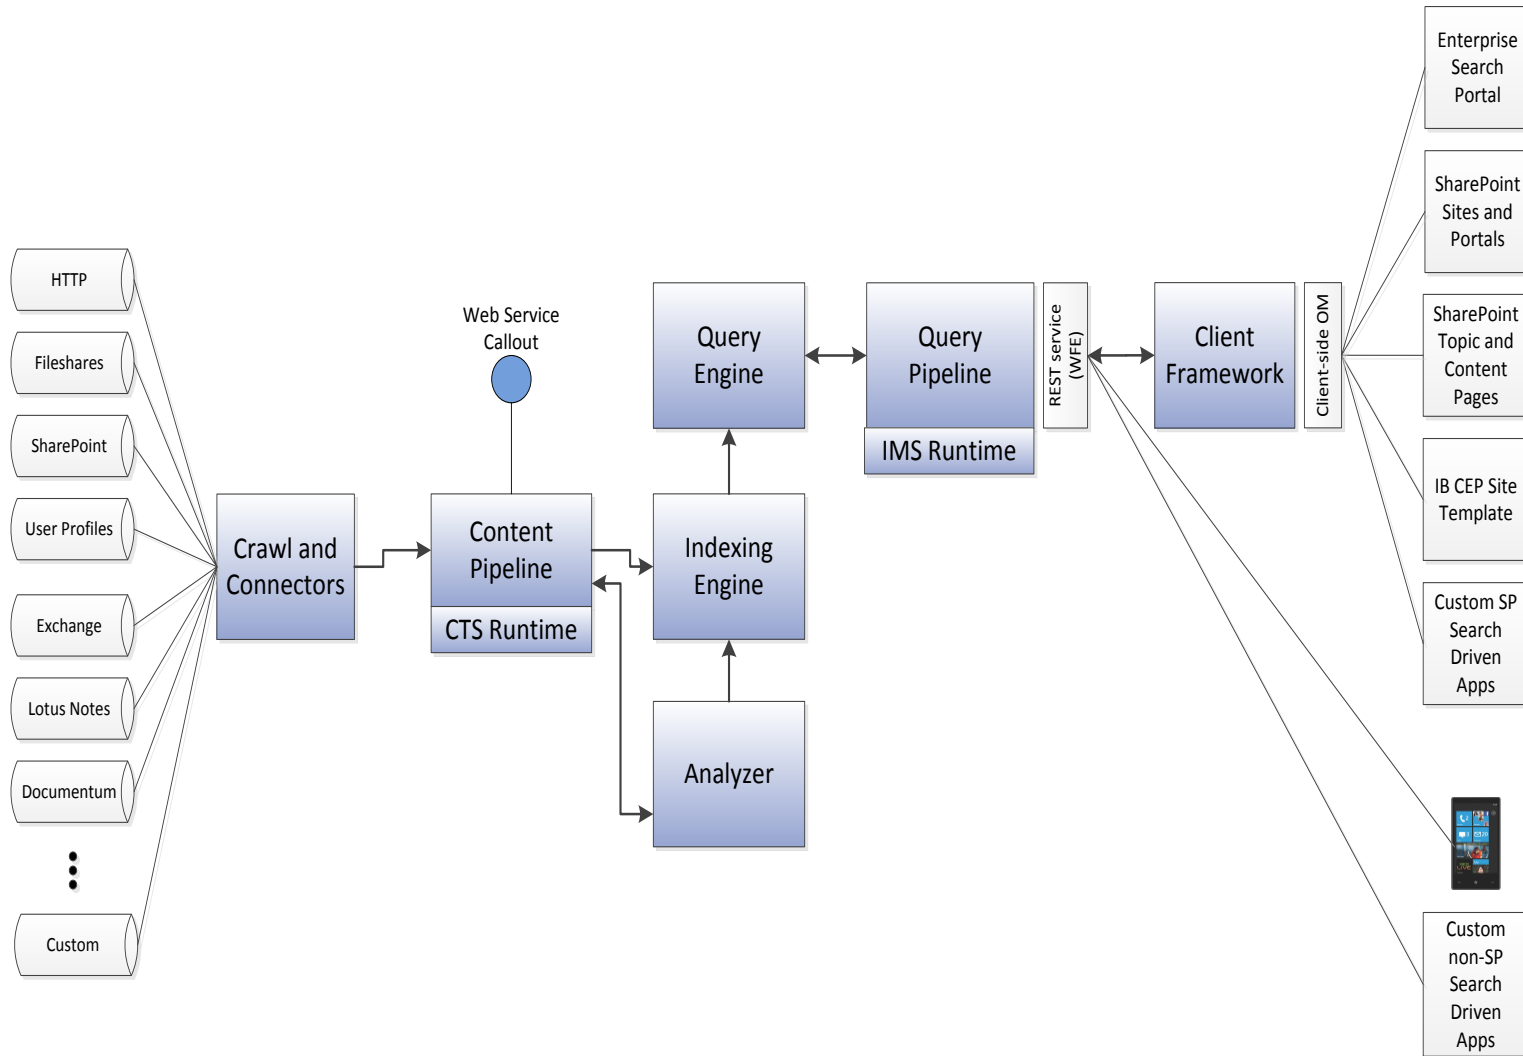 HTTP
Fileshares
SharePoint
User Profiles
Exchange
Lotus Notes
Documentum
Custom
Crawl and
Connectors
Web Service
Callout
Content
Pipeline
CTS Runtime
Query
Engine
Indexing
Engine
Analyzer
Query
Pipeline
IMS Runtime
REST service
(WFE)
Client
Framework
Client-side OM
Enterprise
Search
Portal
SharePoint
Sites and
Portals
SharePoint
Topic and
Content
Pages
IB CEP Site
Template
Custom SP
Search
Driven
Apps
Custom
non-SP
Search
Driven
Apps